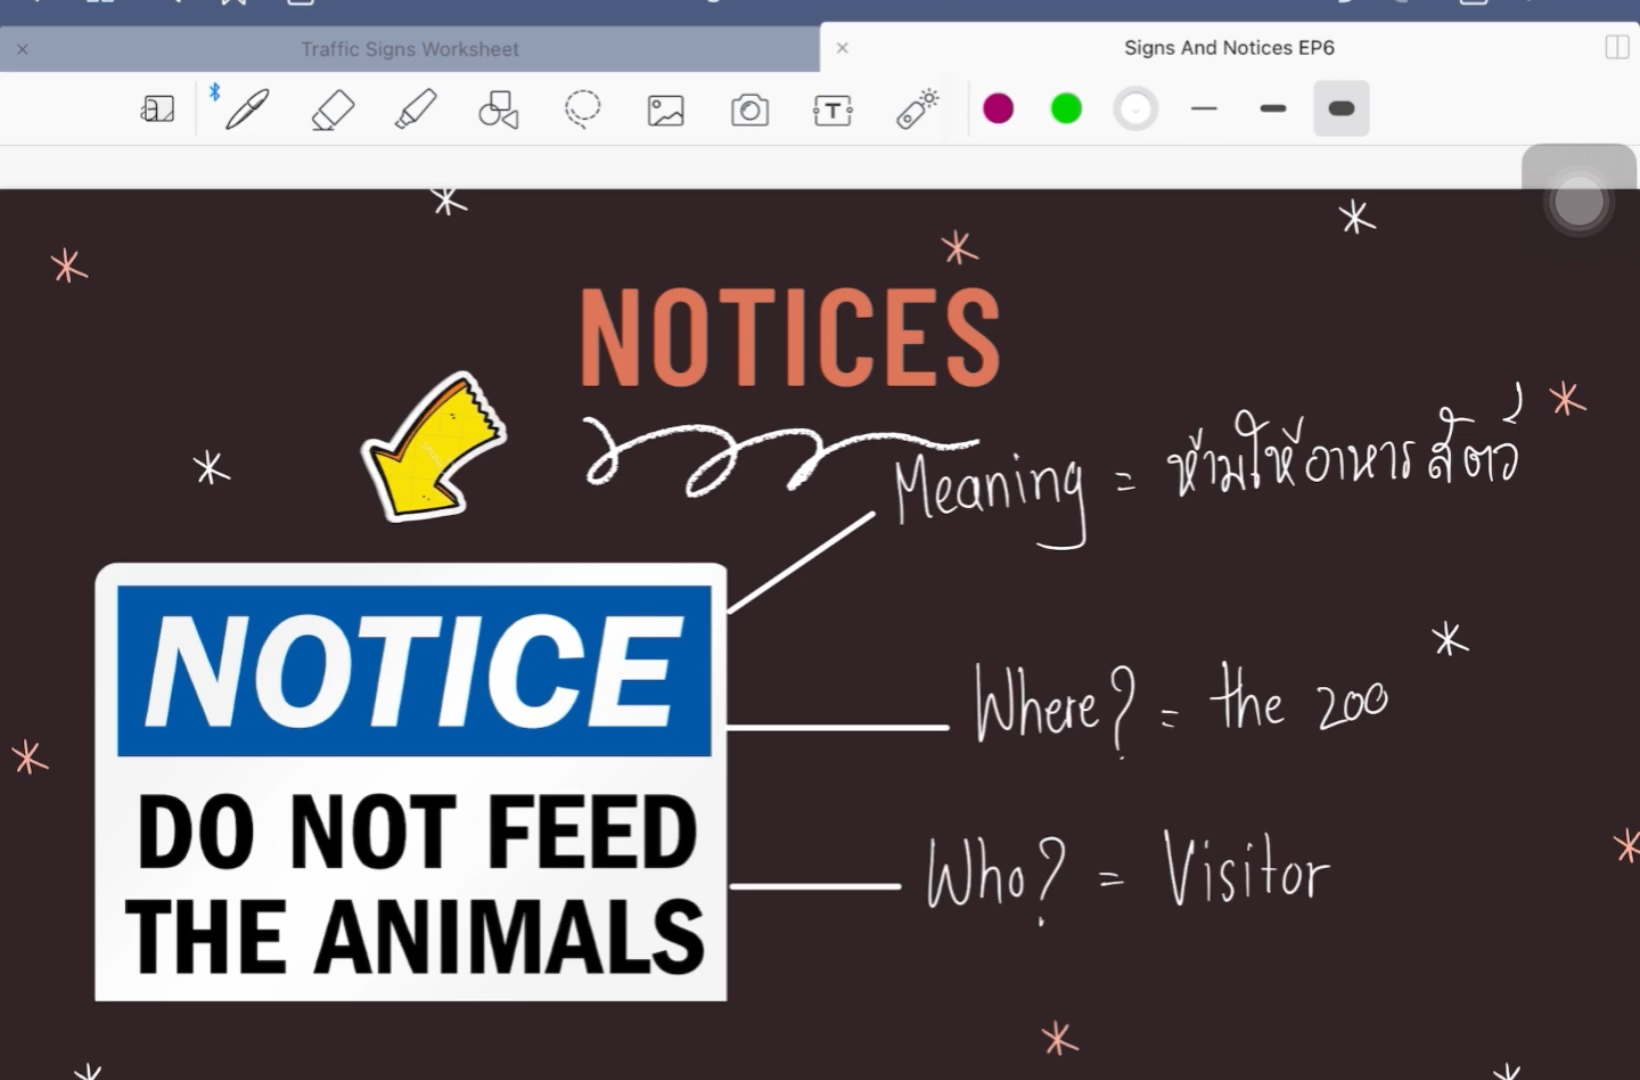 Traffic Signs Worksheet
Signs And Notices EP6
NOTICES
Meaning = ห้ามให้อาหารสัตว์
NOTICE
DO NOT FEED
THE ANIMALS
Where? = the zoo
Who? = Visitor